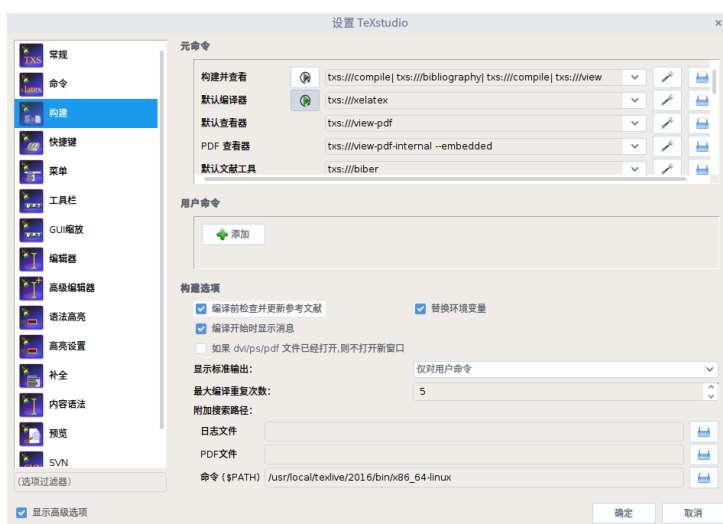 设置 TeXstudio
×
常规
命令
构建
快捷键
菜单
工具栏
GUI缩放
编辑器
高级编辑器
语法高亮
高亮设置
补全
内容语法
预览
SVN
(选项过滤器)
显示高级选项
元命令
构建并查看 txs:///compile| txs:///bibliography| txs:///compile| txs:///view
默认编译器 txs:///xelatex
默认查看器 txs:///view-pdf
PDF 查看器 txs:///view-pdf-internal --embedded
默认文献工具 txs:///biber
用户命令
添加
构建选项
编译前检查并更新参考文献 替换环境变量
编译开始时显示消息
如果 dvi/ps/pdf 文件已经打开,则不打开新窗口
显示标准输出: 仅对用户命令
最大编译重复次数: 5
附加搜索路径:
日志文件
PDF文件
命令 ($PATH) /usr/local/texlive/2016/bin/x86_64-linux
确定 取消